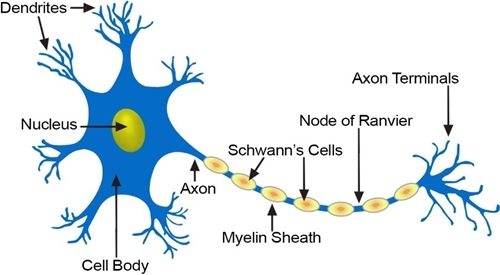 Dendrites
Axon Terminals
Nucleus
Node of Ranvier
Schwann's Cells
Axon
Myelin Sheath
Cell Body